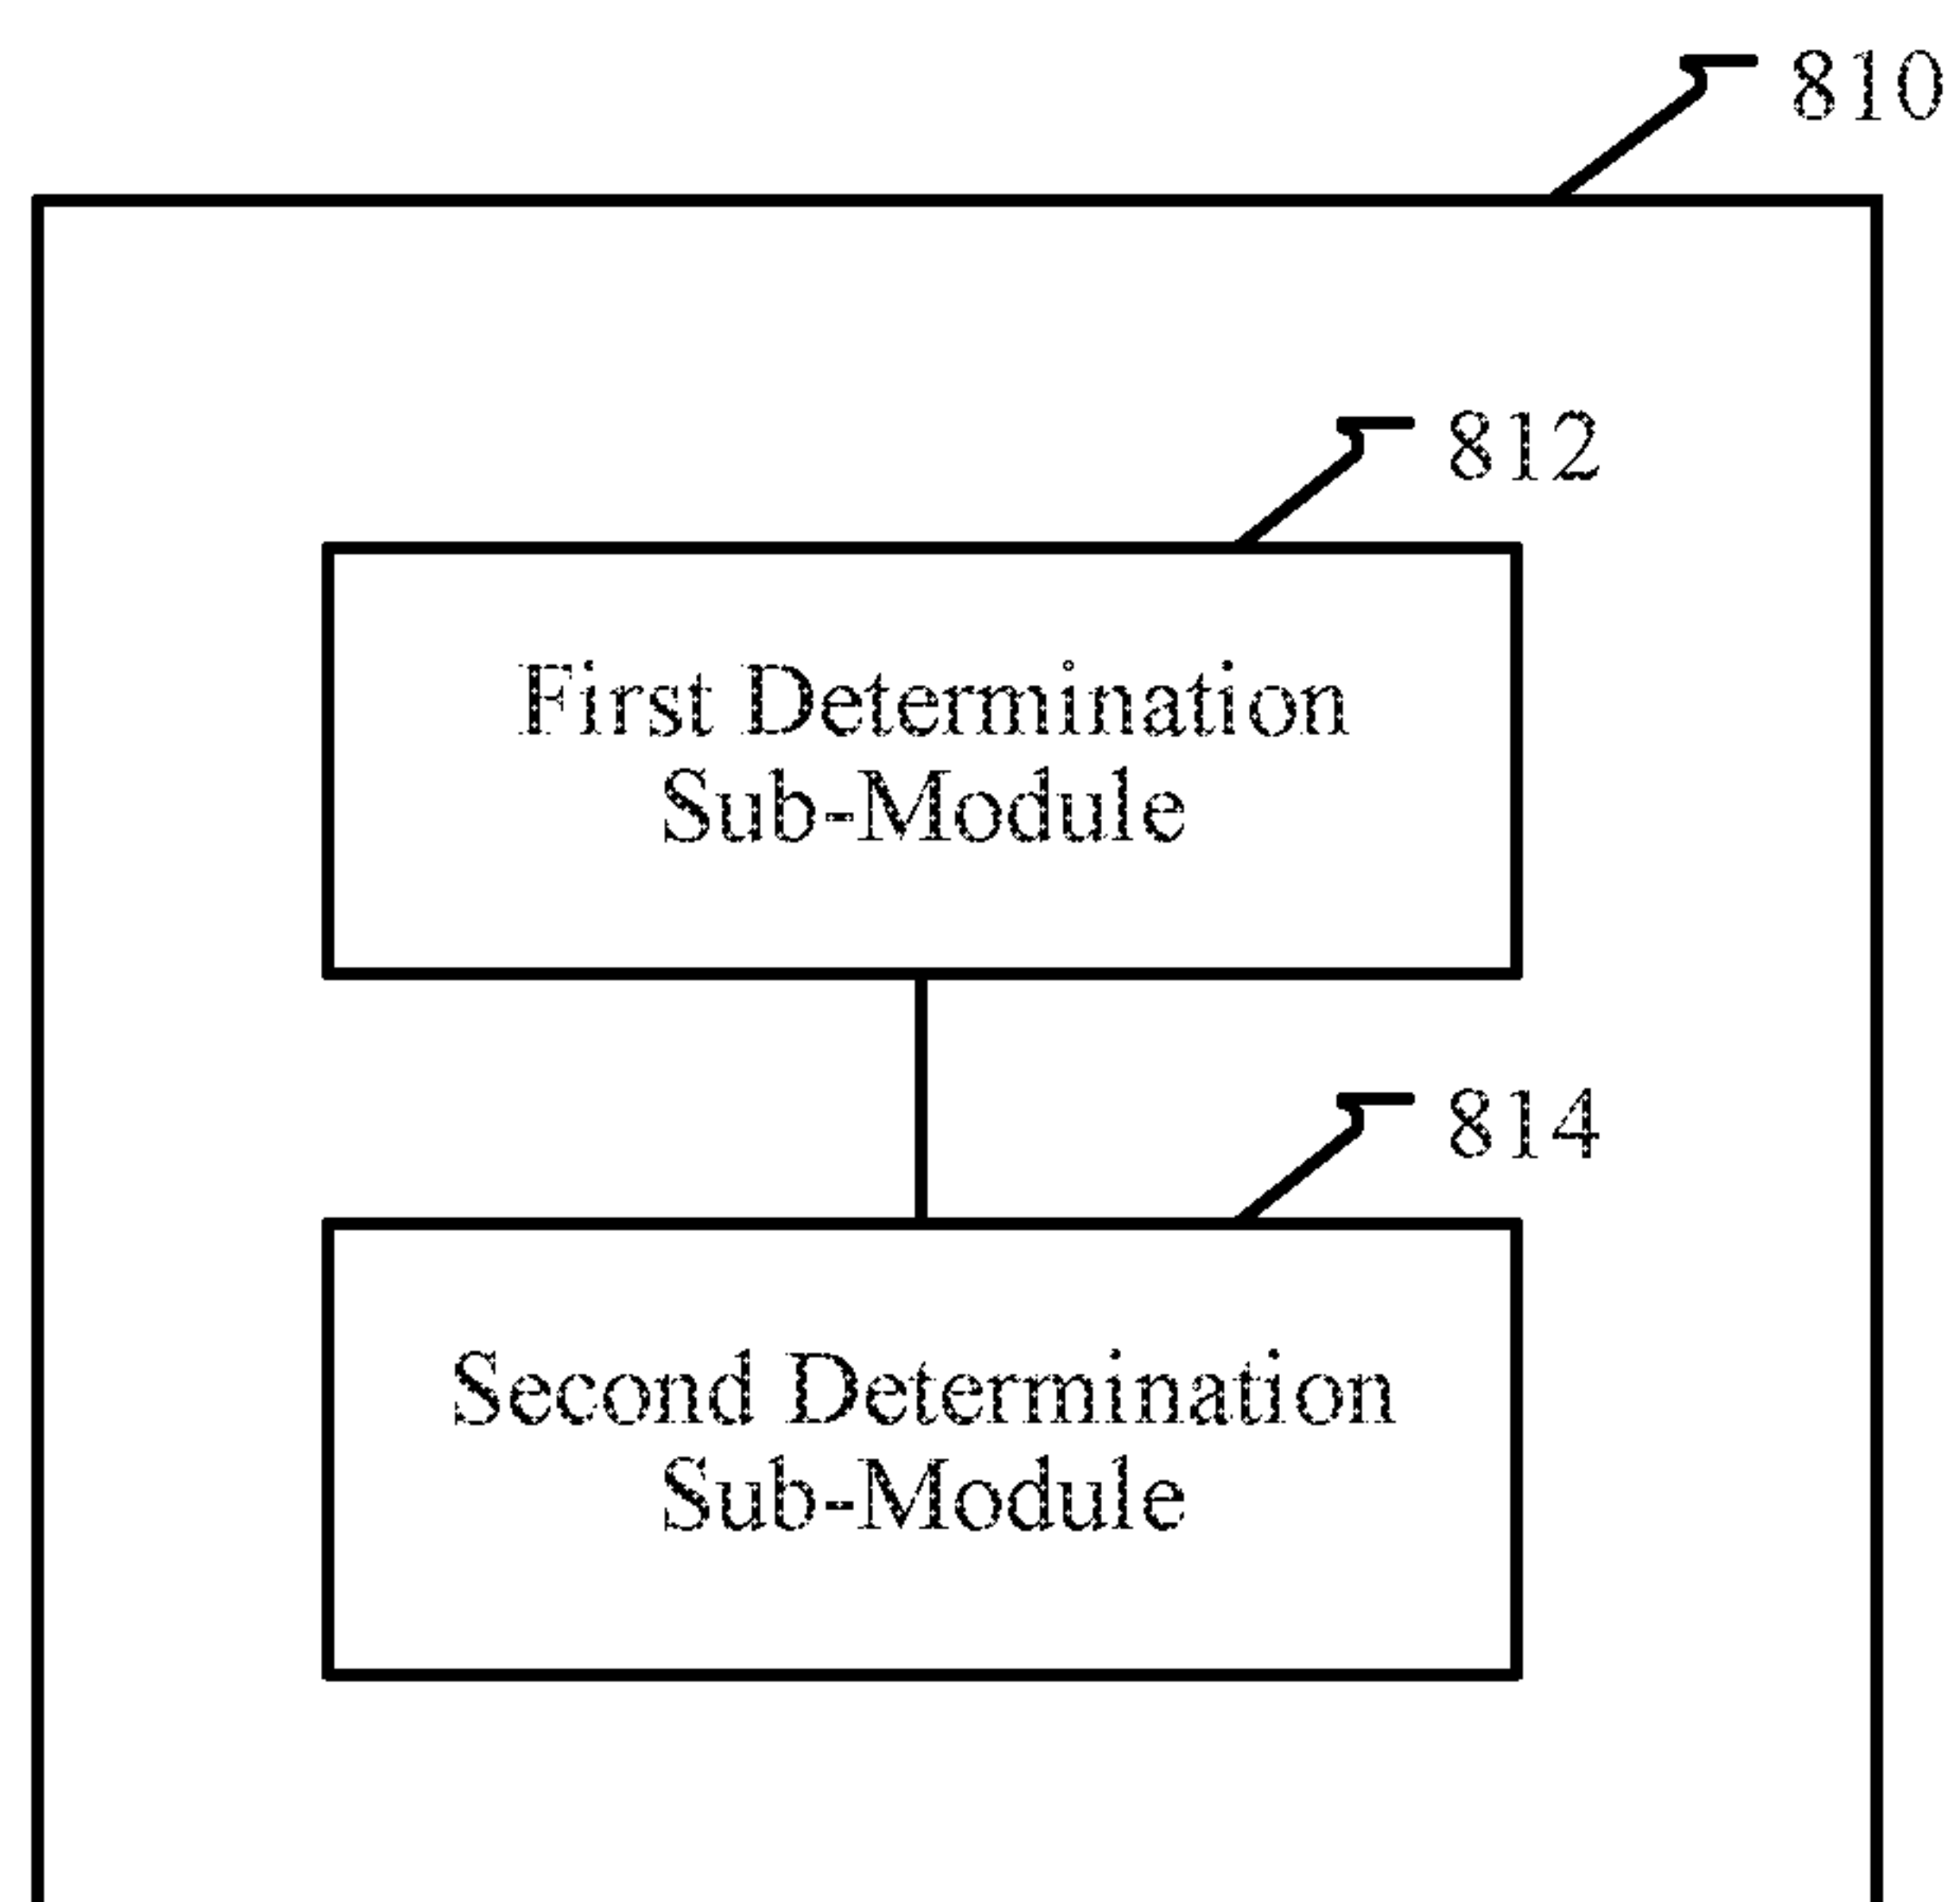 810
812
First Determination
Sub-Module
814
Second Determination
Sub-Module